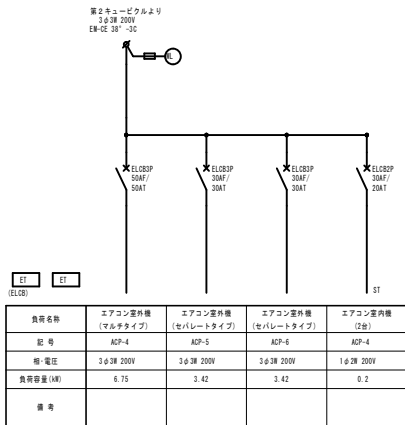 第2キュービクルより
3φ3W 200V
EM-CE 38° -3C
WL
ELCB3P
50AF/
50AT
ELCB3P
30AF/
30AT
ELCB3P
30AF/
30AT
ELCB2P
30AF/
20AT
ET ET
(ELCB)
ST
負荷名称 エアコン室外機 エアコン室外機 エアコン室外機 エアコン室内機
(マルチタイプ) (セパレートタイプ) (セパレートタイプ) (2台)
記 号 ACP-4 ACP-5 ACP-6 ACP-4
相・電圧 3φ3W 200V 3φ3W 200V 3φ3W 200V 1φ2W 200V
負荷容量(kW) 6.75 3.42 3.42 0.2
備 考